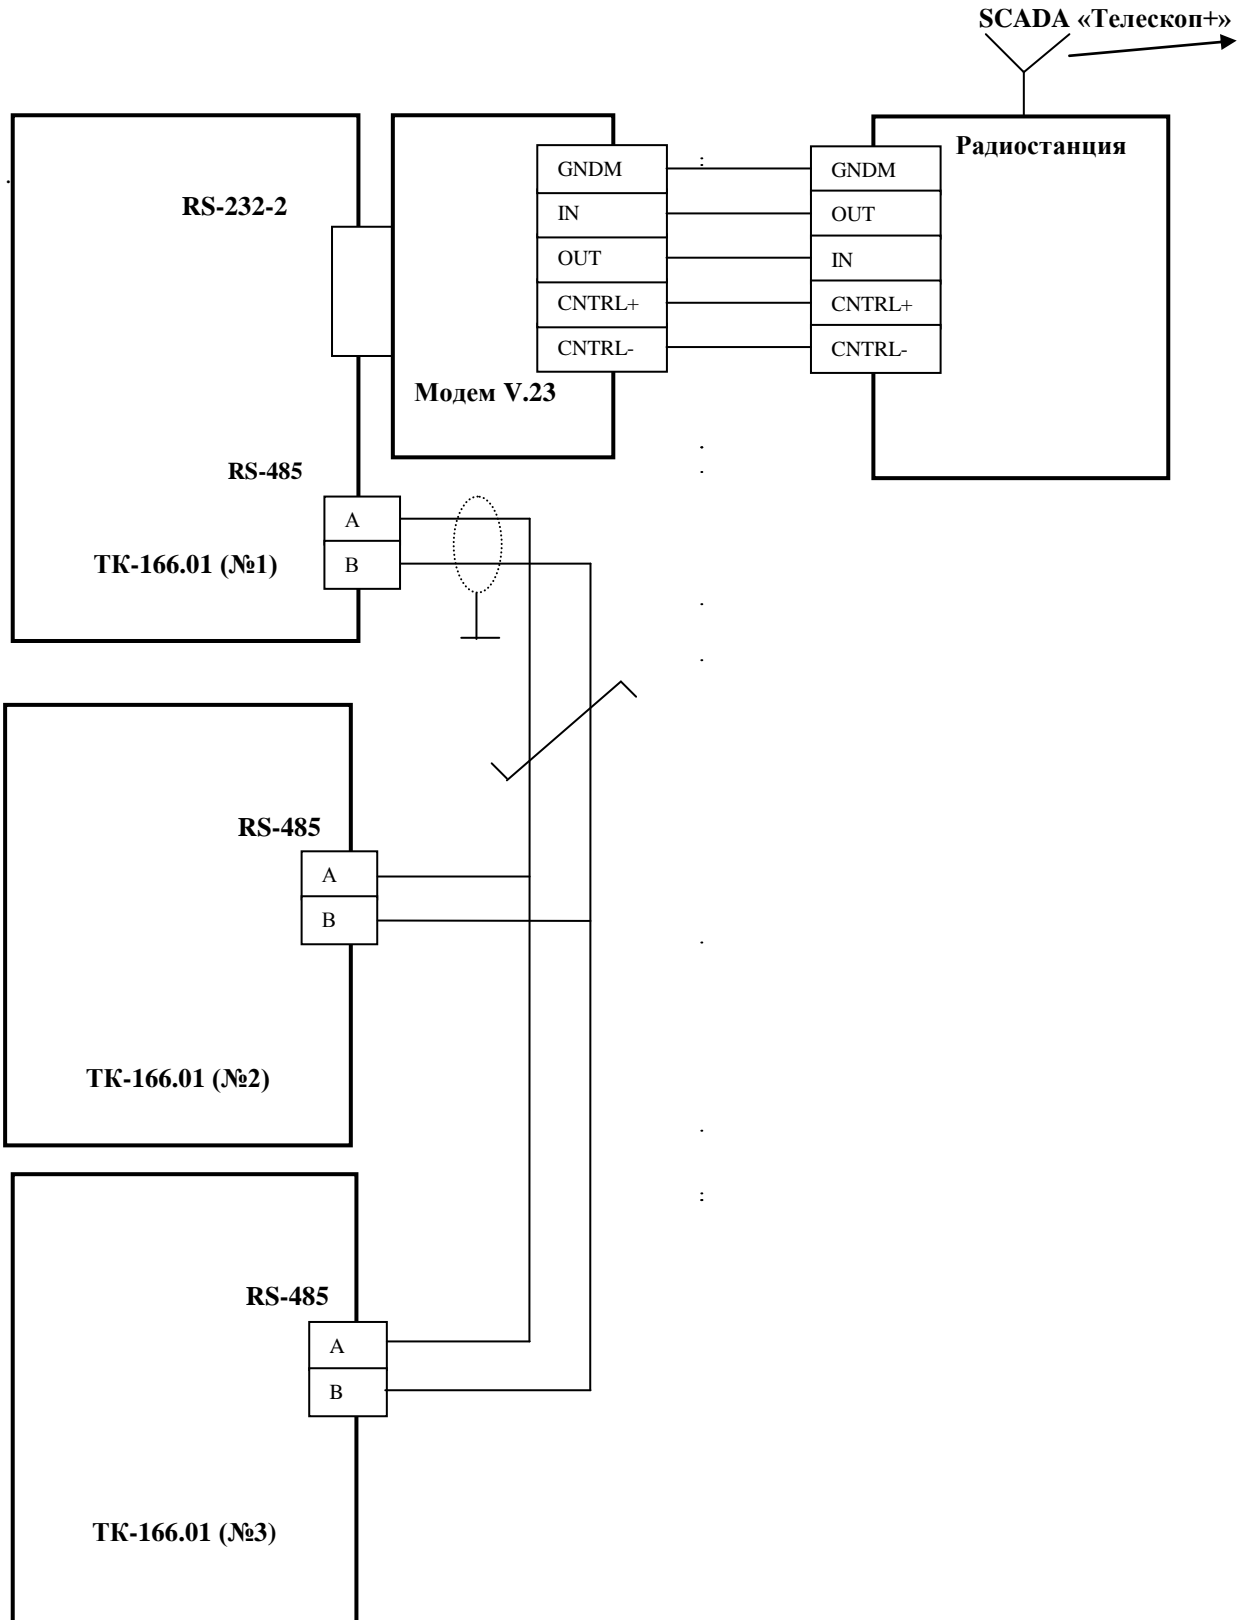 SCADA «Телескоп+»
Радиостанция
GNDM
IN
OUT
CNTRL+
CNTRL-
GNDM
OUT
IN
CNTRL+
CNTRL-
RS-232-2
Модем V.23
RS-485
A
B
ТК-166.01 (№1)
RS-485
A
B
ТК-166.01 (№2)
RS-485
A
B
ТК-166.01 (№3)